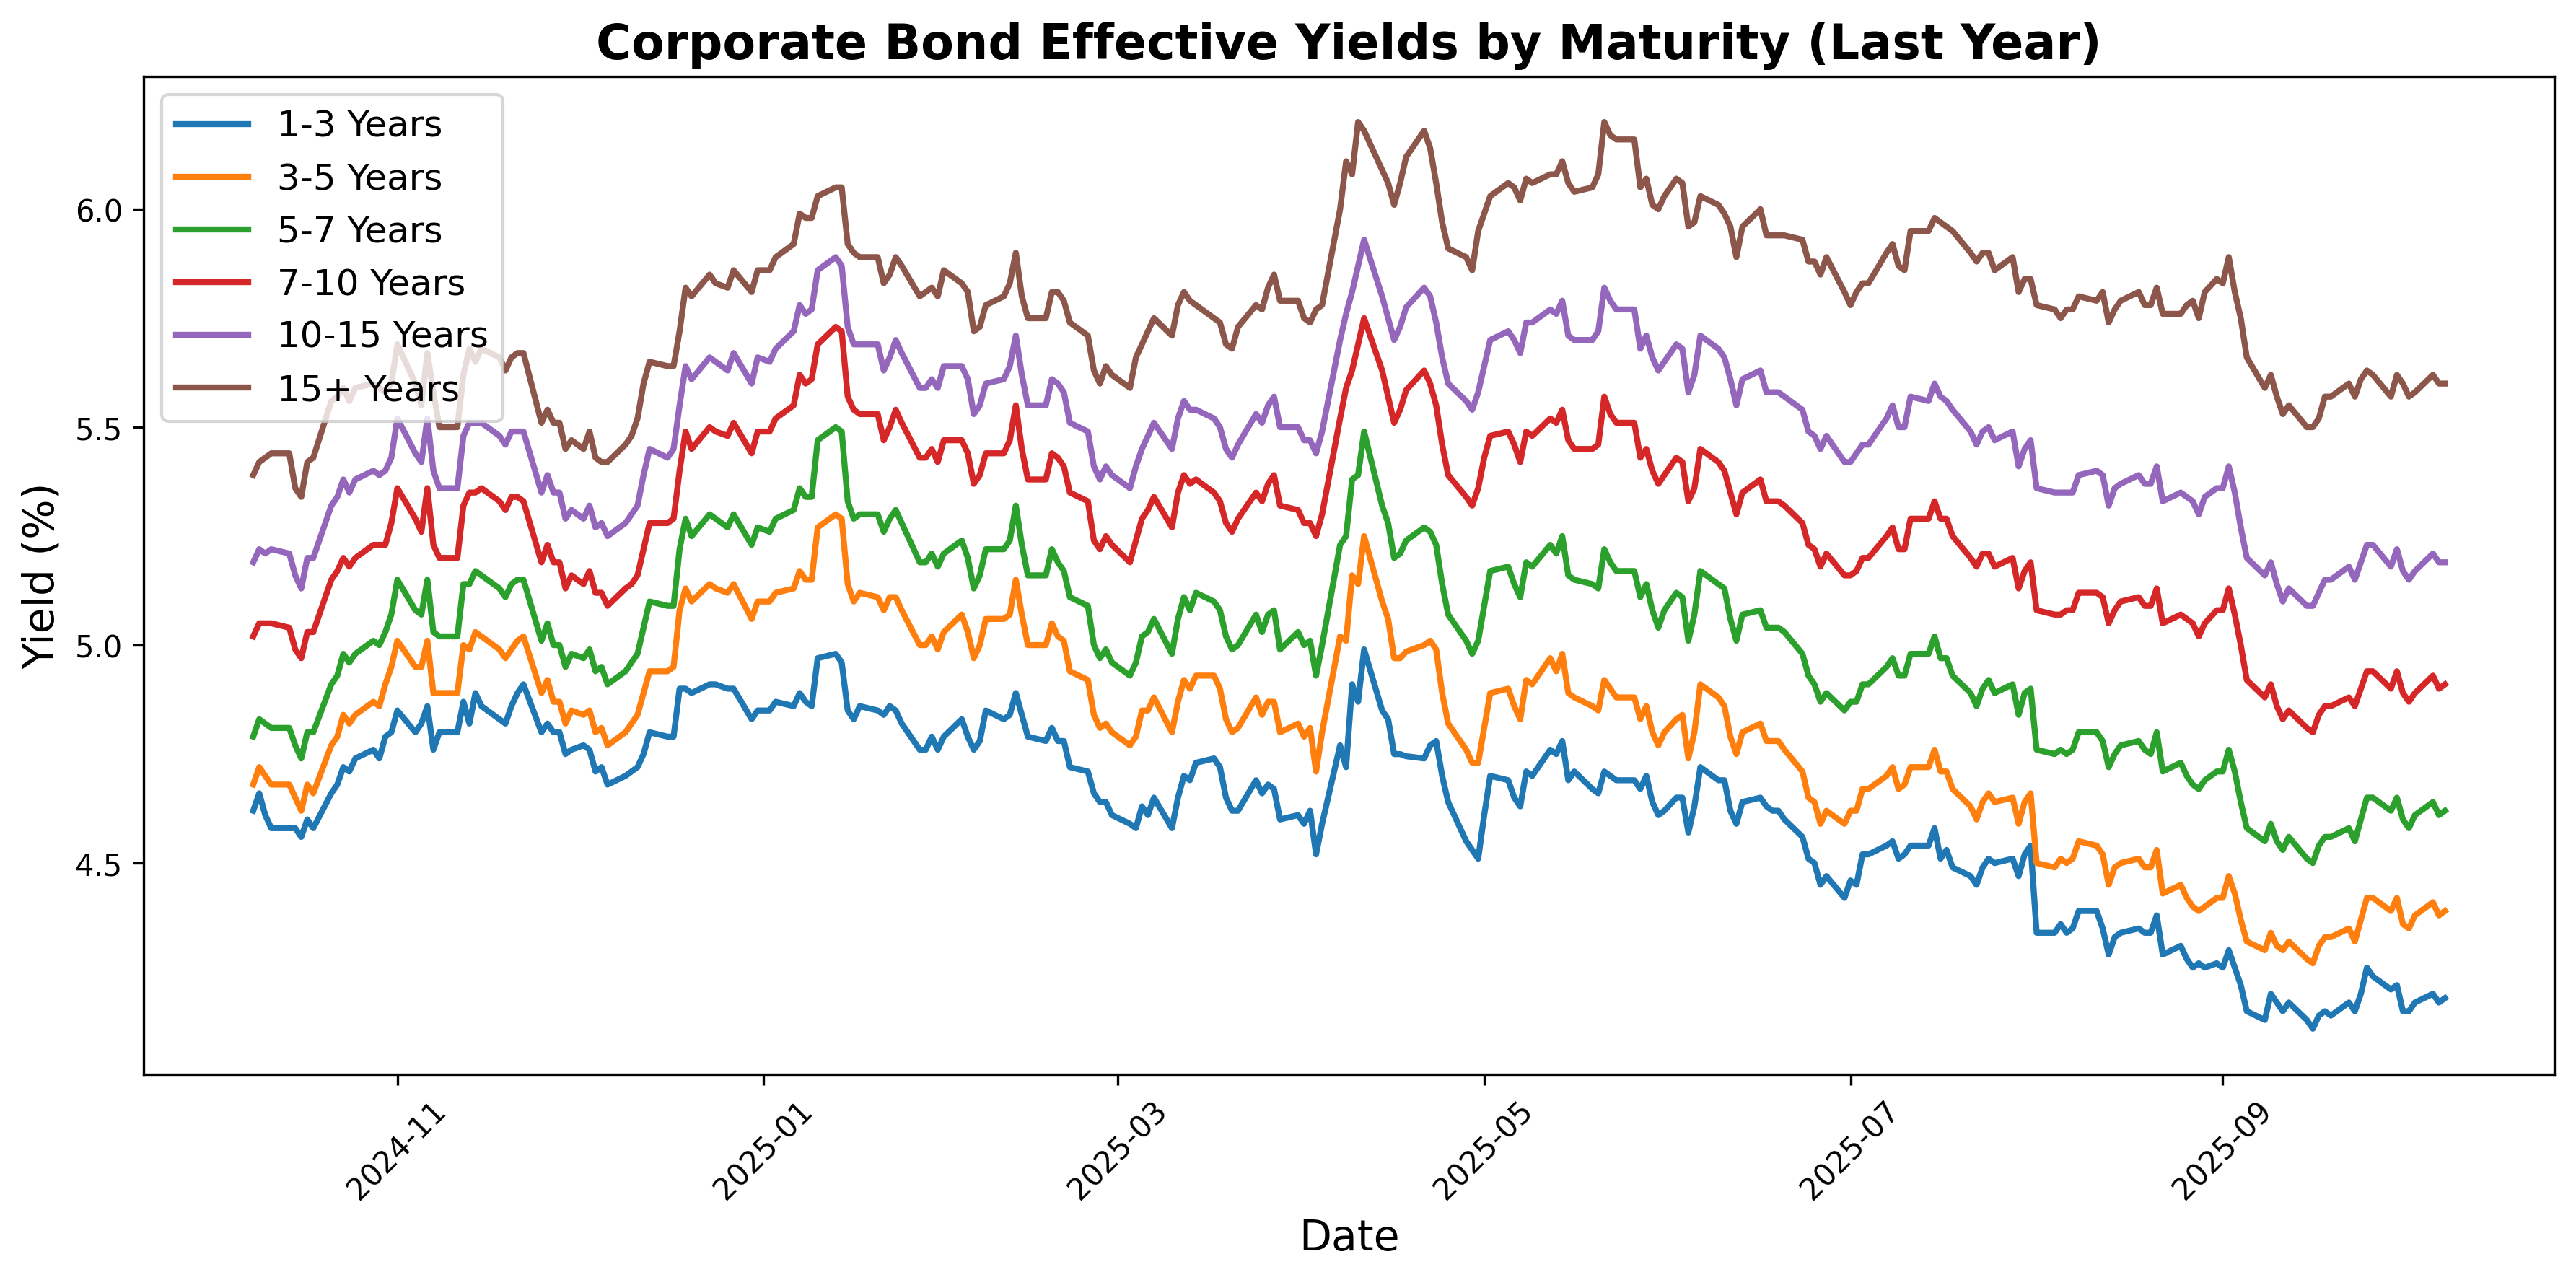 Corporate Bond Effective Yields by Maturity (Last Year)
1-3 Years
3-5 Years
5-7 Years
7-10 Years
10-15 Years
15+ Years
Yield (%)
6.0
5.5
5.0
4.5
2024-11
2025-01
2025-03
2025-05
2025-07
2025-09
Date